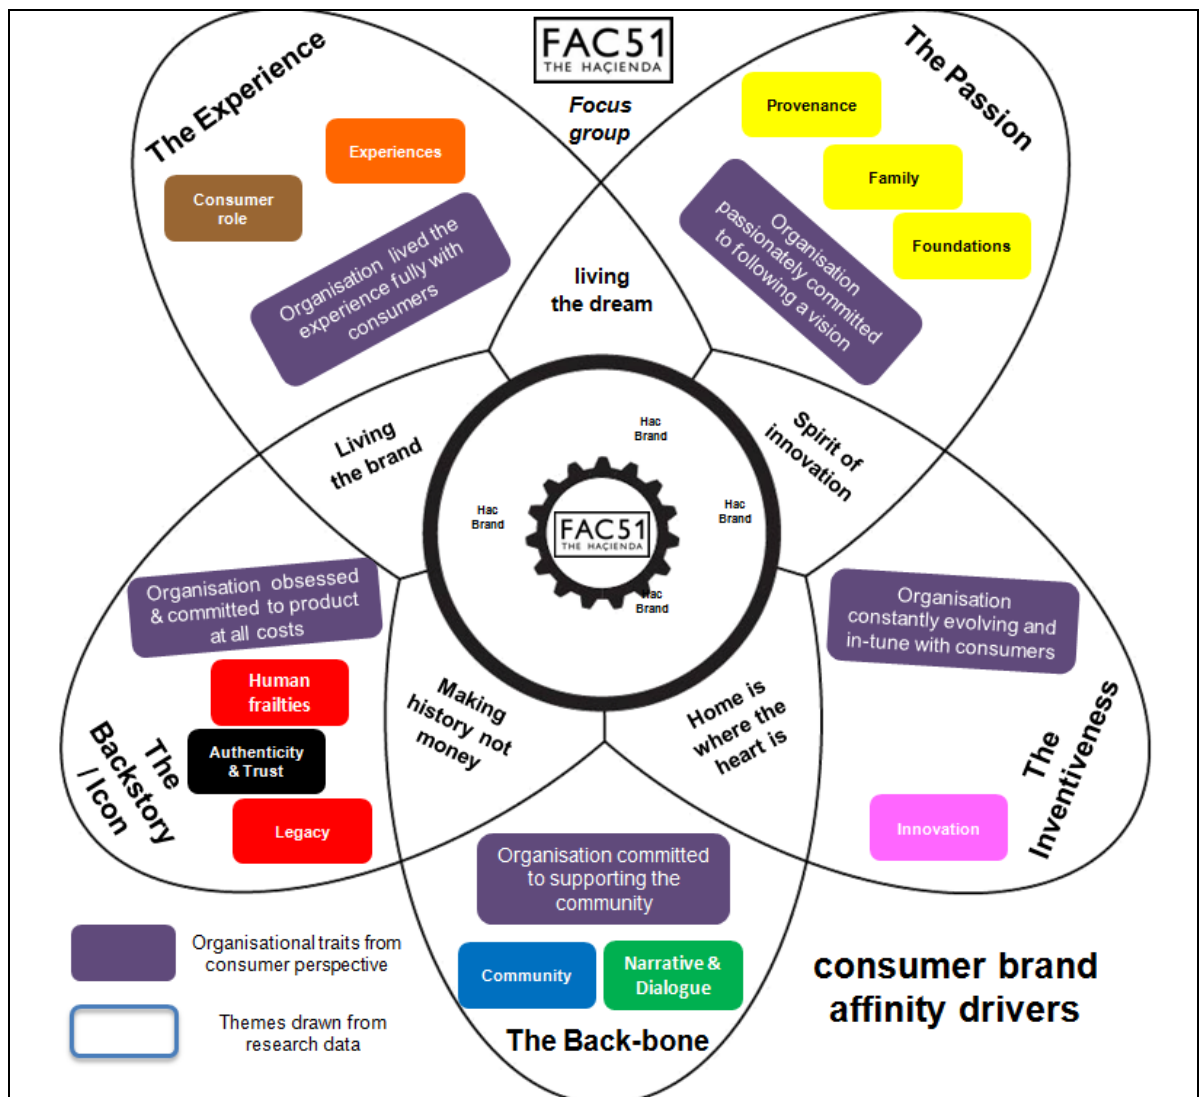 FAC51
THE HAÇIENDA
Focus
group
The Experience
Experiences
Consumer
role
Organisation lived the
experience fully with
consumers
The Passion
Provenance
Family
Foundations
Organisation
passionately committed
to following a vision
living
the dream
Living
the brand
Spirit of
innovation
Hac
Brand
Hac
Brand
Hac
Brand
Hac
Brand
FAC51
THE HAÇIENDA
Organisation obsessed
& committed to product
at all costs
Human
frailties
Authenticity
& Trust
Legacy
The
Backstory
/ Icon
Making
history not
money
Home is
where the
heart is
Organisation
constantly evolving and
in-tune with consumers
Innovation
The
Inventiveness
Organisation committed
to supporting the
community
Community
Narrative &
Dialogue
The Back-bone
Organisational traits from
consumer perspective
Themes drawn from
research data
consumer brand
affinity drivers